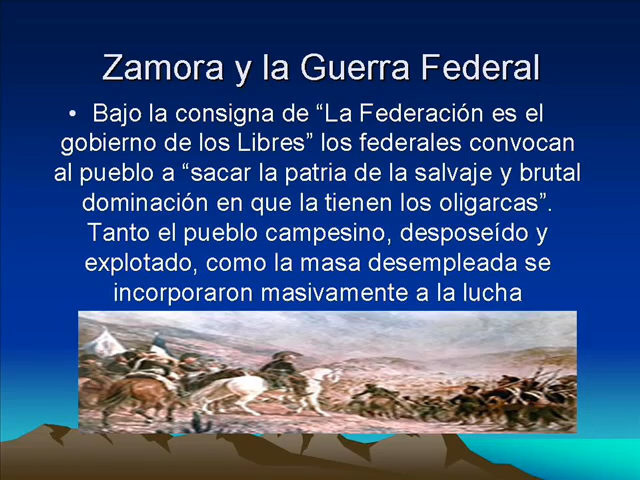 Zamora y la Guerra Federal
• Bajo la consigna de “La Federación es el
gobierno de los Libres” los federales convocan
al pueblo a “sacar la patria de la salvaje y brutal
dominación en que la tienen los oligarcas”.
Tanto el pueblo campesino, desposeído y
explotado, como la masa desempleada se
incorporaron masivamente a la lucha